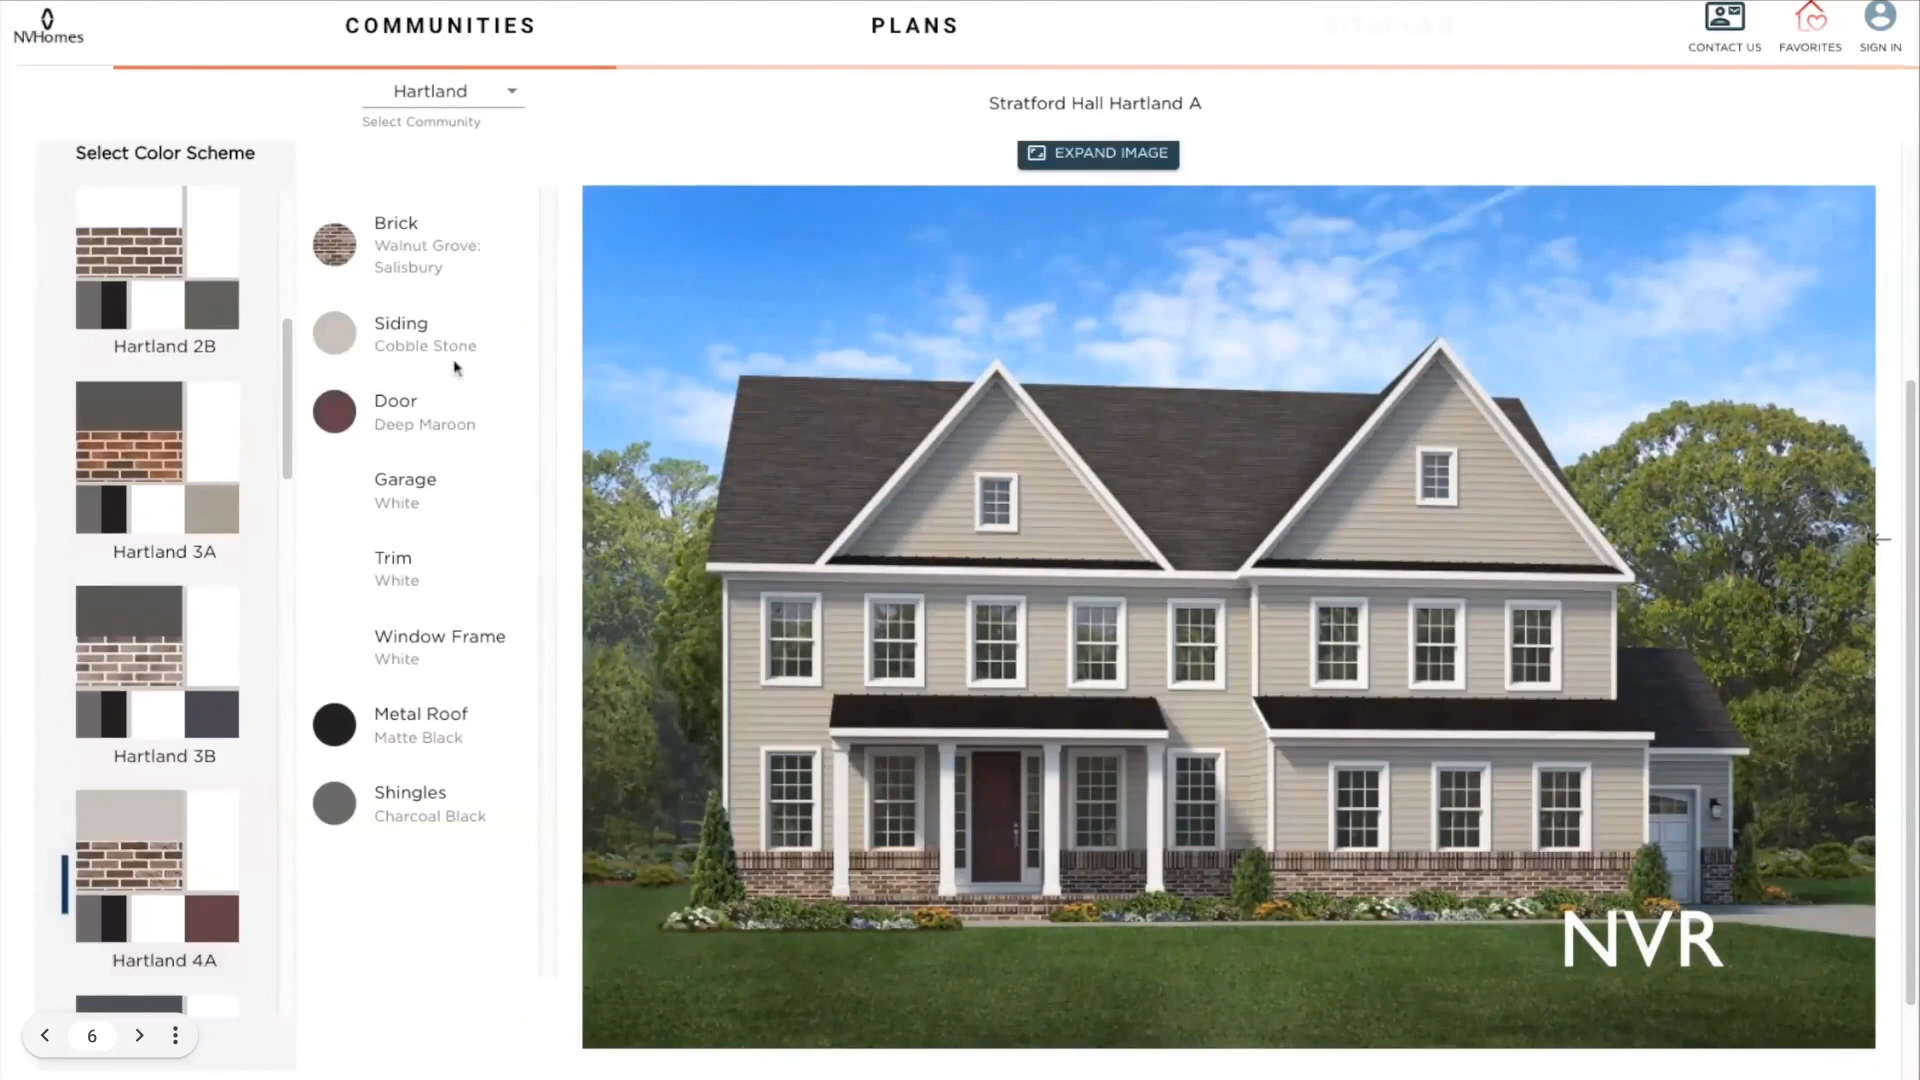 NVHomes
COMMUNITIES
PLANS
CONTACT US
FAVORITES
SIGN IN
Hartland
Select Community
Stratford Hall Hartland A
EXPAND IMAGE
Select Color Scheme
Hartland 2B
Hartland 3A
Hartland 3B
Hartland 4A
Brick
Walnut Grove:
Salisbury
Siding
Cobble Stone
Door
Deep Maroon
Garage
White
Trim
White
Window Frame
White
Metal Roof
Matte Black
Shingles
Charcoal Black
NVR
6